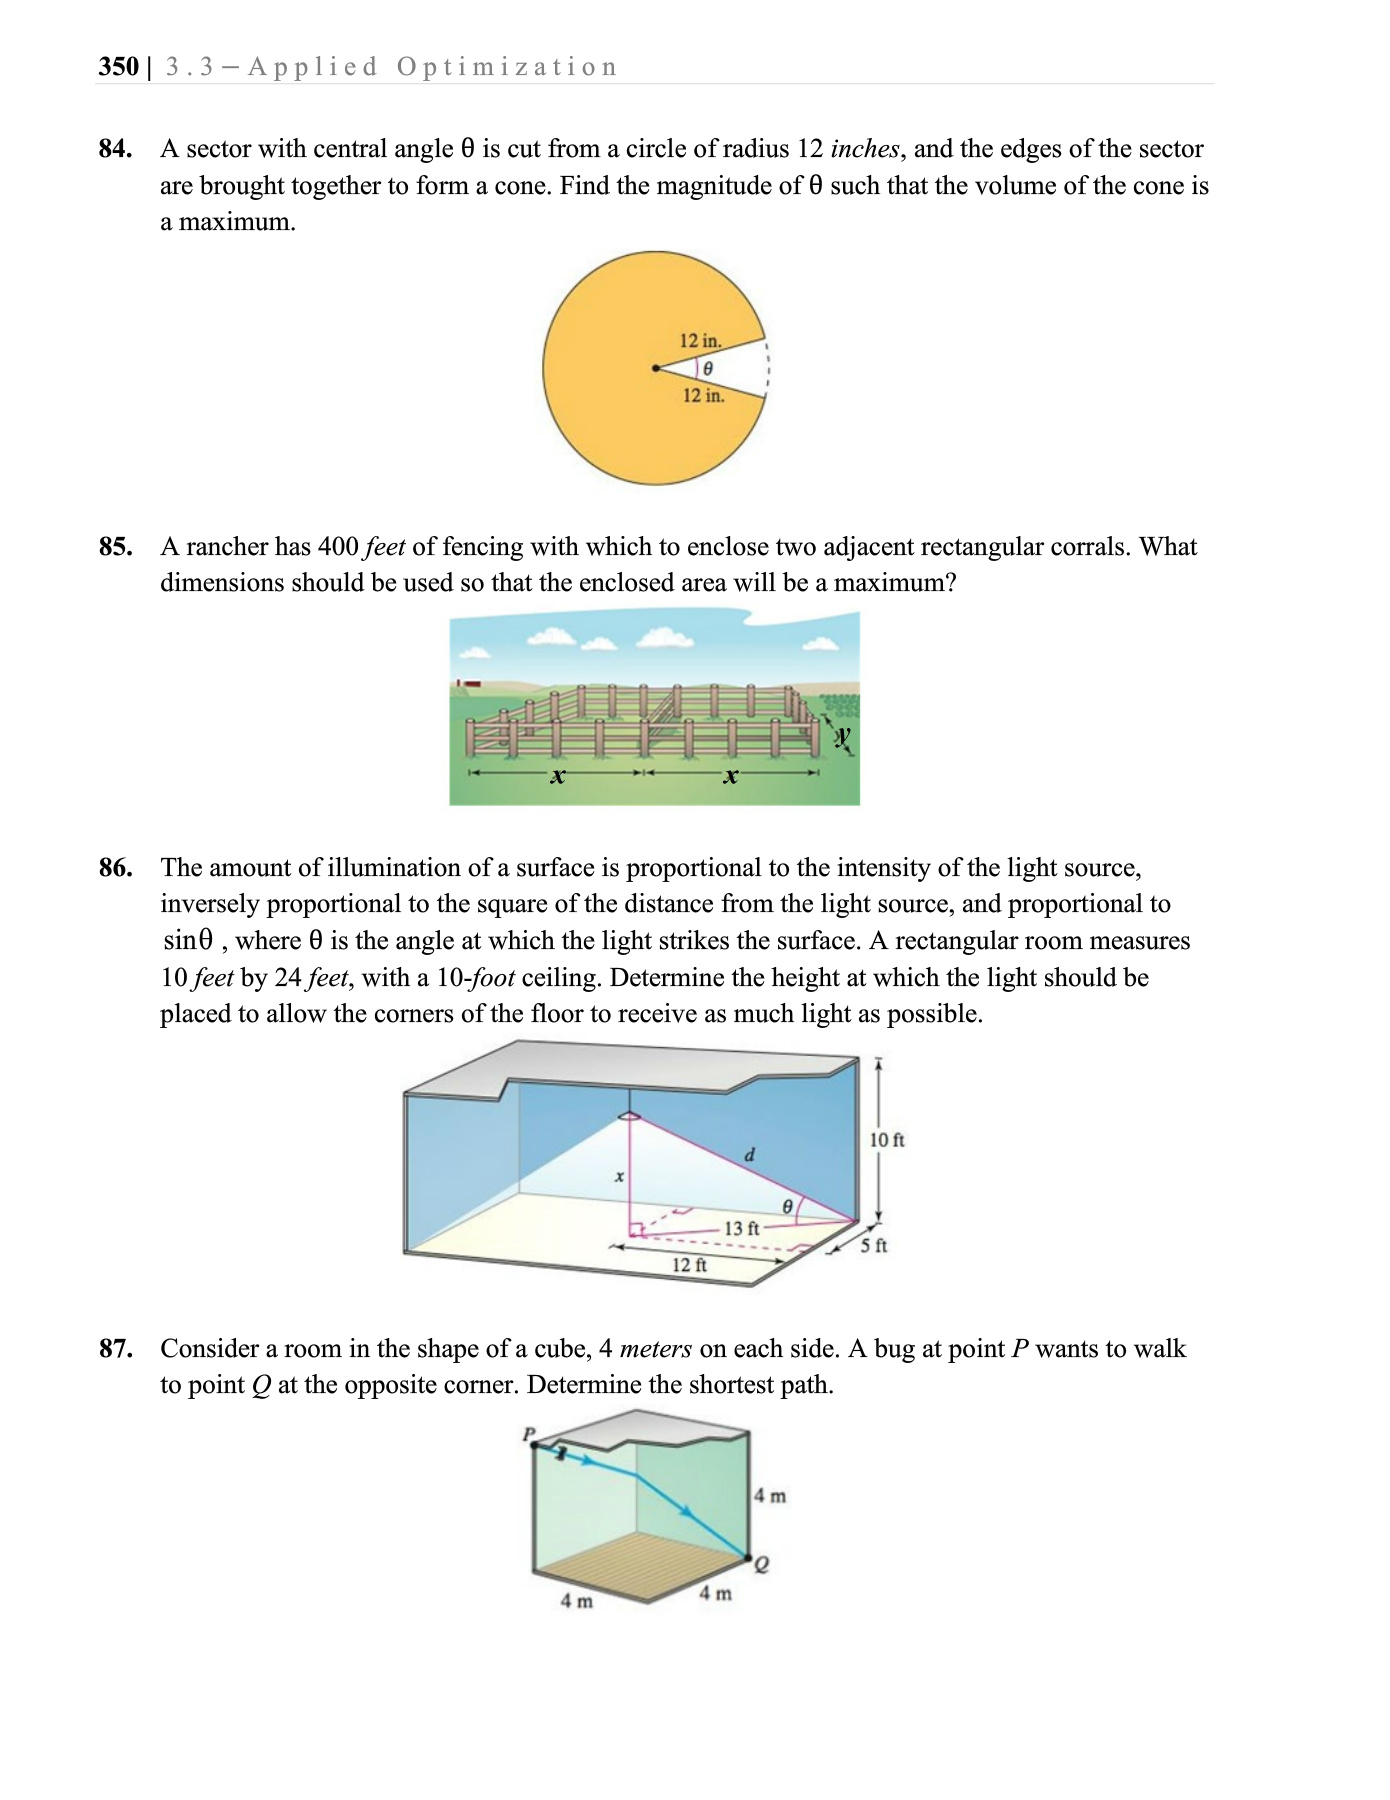 350 | 3.3 – Applied Optimization
84. A sector with central angle θ is cut from a circle of radius 12 inches, and the edges of the sector
are brought together to form a cone. Find the magnitude of θ such that the volume of the cone is
a maximum.
12 in.
θ
12 in.
85. A rancher has 400 feet of fencing with which to enclose two adjacent rectangular corrals. What
dimensions should be used so that the enclosed area will be a maximum?
y
x x
86. The amount of illumination of a surface is proportional to the intensity of the light source,
inversely proportional to the square of the distance from the light source, and proportional to
sinθ , where θ is the angle at which the light strikes the surface. A rectangular room measures
10 feet by 24 feet, with a 10-foot ceiling. Determine the height at which the light should be
placed to allow the corners of the floor to receive as much light as possible.
10 ft
d
x
θ
13 ft
5 ft
12 ft
87. Consider a room in the shape of a cube, 4 meters on each side. A bug at point P wants to walk
to point Q at the opposite corner. Determine the shortest path.
P
4 m
Q
4 m
4 m